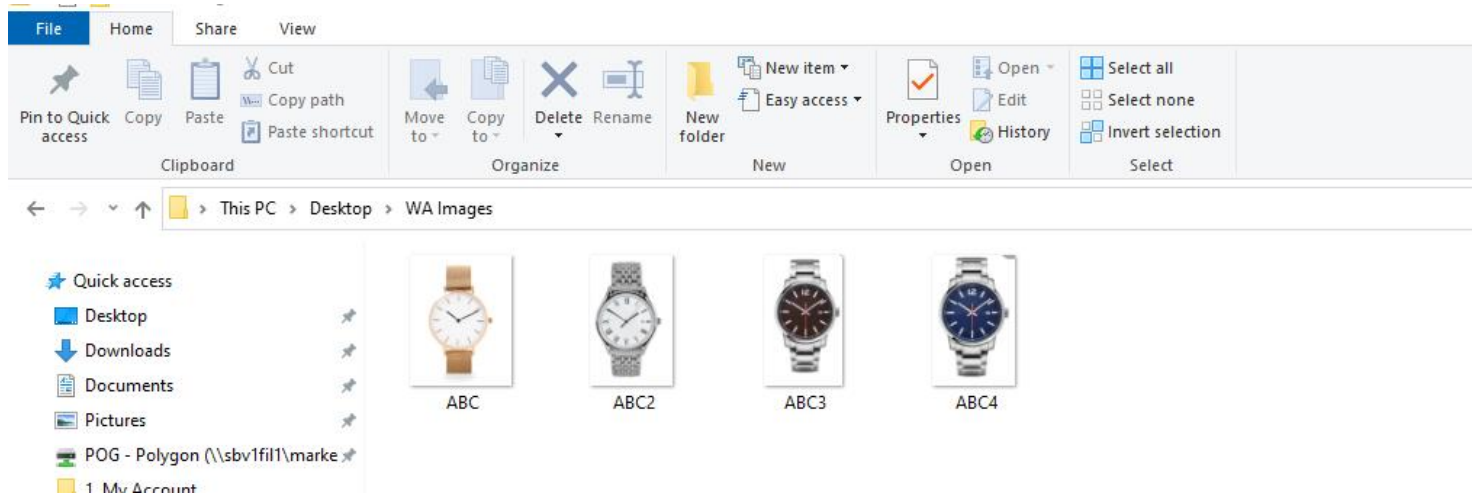 File Home Share View
Pin to Quick access
Copy
Paste
Cut
Copy path
Paste shortcut
Clipboard
Move to
Copy to
Delete
Rename
Organize
New folder
New item
Easy access
New
Properties
Open
Edit
History
Open
Select all
Select none
Invert selection
Select
This PC > Desktop > WA Images
Quick access
Desktop
Downloads
Documents
Pictures
POG - Polygon (\\sbv1fil1\marke
1. My Account
ABC ABC2 ABC3 ABC4